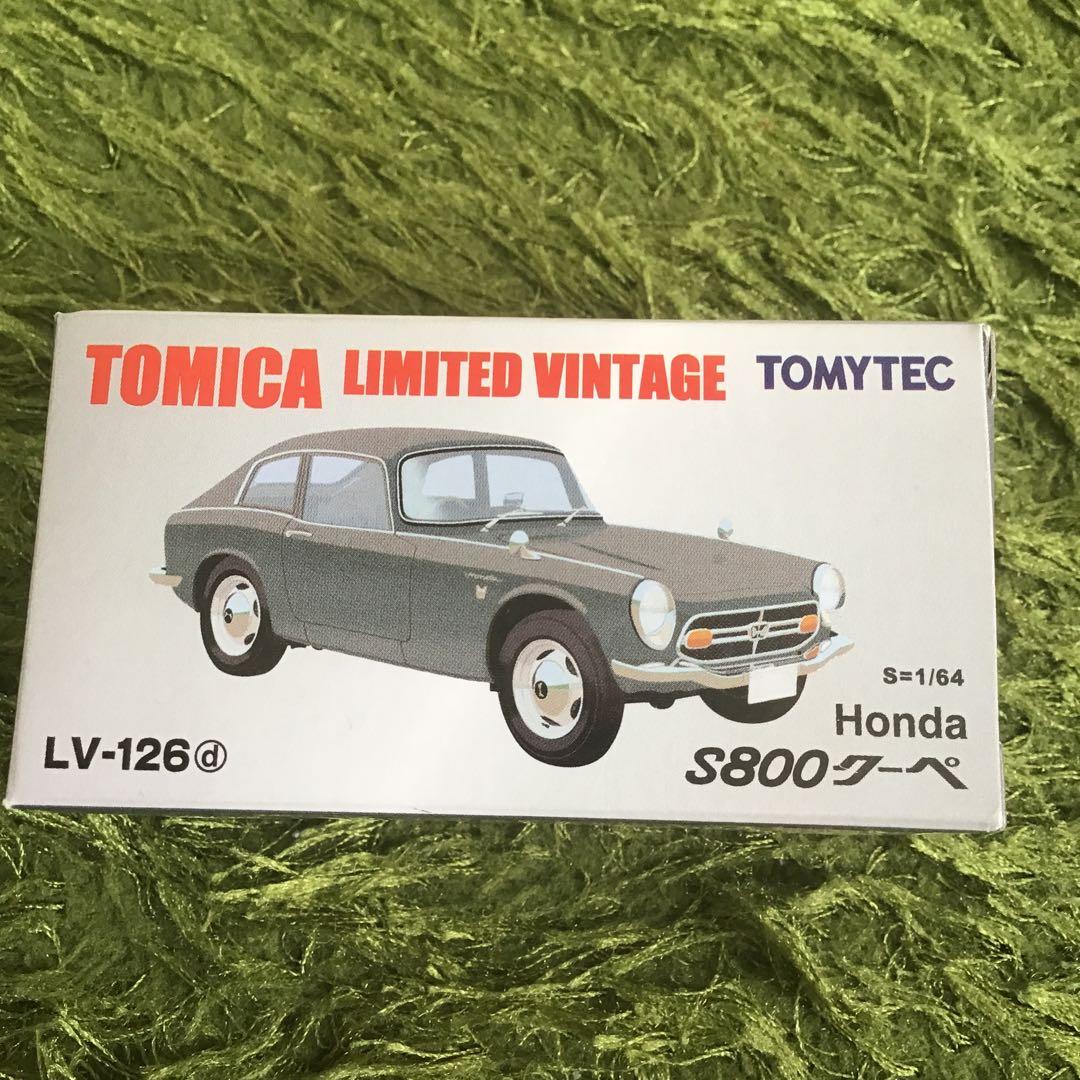 TOMICA LIMITED VINTAGE TOMYTEC
S=1/64
Honda
LV-126ⓓ S800クーペ